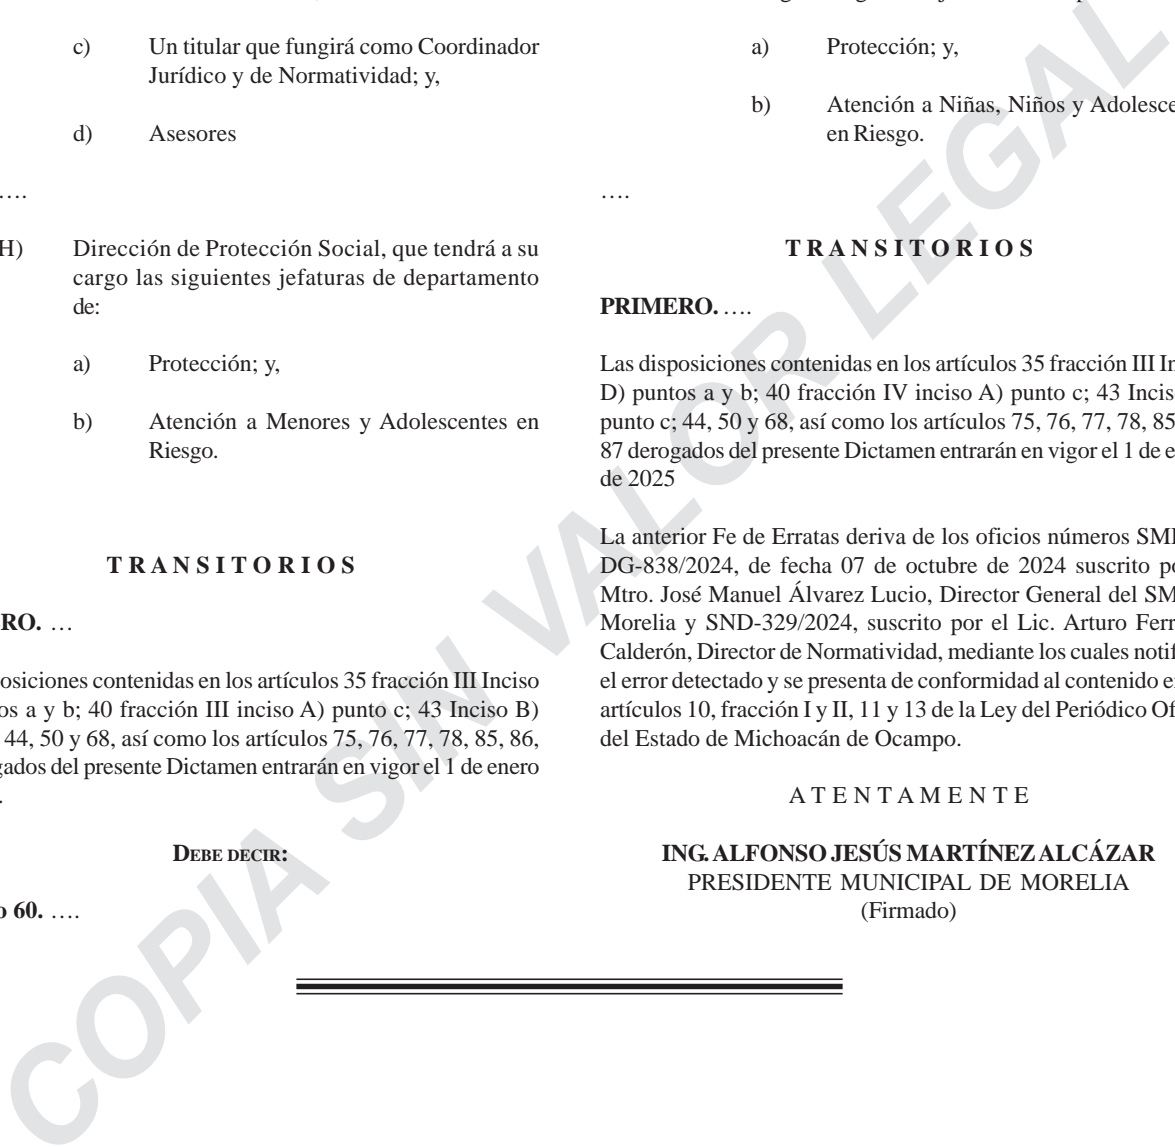 c) Un titular que fungirá como Coordinador
Jurídico y de Normatividad; y,
d) Asesores
….
H) Dirección de Protección Social, que tendrá a su
cargo las siguientes jefaturas de departamento
de:
a) Protección; y,
b) Atención a Menores y Adolescentes en
Riesgo.
TRANSITORIOS
RO. …
osiciones contenidas en los artículos 35 fracción III Inciso
os a y b; 40 fracción III inciso A) punto c; 43 Inciso B)
44, 50 y 68, así como los artículos 75, 76, 77, 78, 85, 86,
gados del presente Dictamen entrarán en vigor el 1 de enero
.
DEBE DECIR:
o 60. ….
a) Protección; y,
b) Atención a Niñas, Niños y Adolesce
en Riesgo.
….
TRANSITORIOS
PRIMERO. ….
Las disposiciones contenidas en los artículos 35 fracción III In
D) puntos a y b; 40 fracción IV inciso A) punto c; 43 Incis
punto c; 44, 50 y 68, así como los artículos 75, 76, 77, 78, 85
87 derogados del presente Dictamen entrarán en vigor el 1 de e
de 2025
La anterior Fe de Erratas deriva de los oficios números SM
DG-838/2024, de fecha 07 de octubre de 2024 suscrito po
Mtro. José Manuel Álvarez Lucio, Director General del SM
Morelia y SND-329/2024, suscrito por el Lic. Arturo Ferr
Calderón, Director de Normatividad, mediante los cuales notif
el error detectado y se presenta de conformidad al contenido e
artículos 10, fracción I y II, 11 y 13 de la Ley del Periódico Of
del Estado de Michoacán de Ocampo.
ATENTAMENTE
ING. ALFONSO JESÚS MARTÍNEZ ALCÁZAR
PRESIDENTE MUNICIPAL DE MORELIA
(Firmado)
COPIA SIN VALOR LEGAL